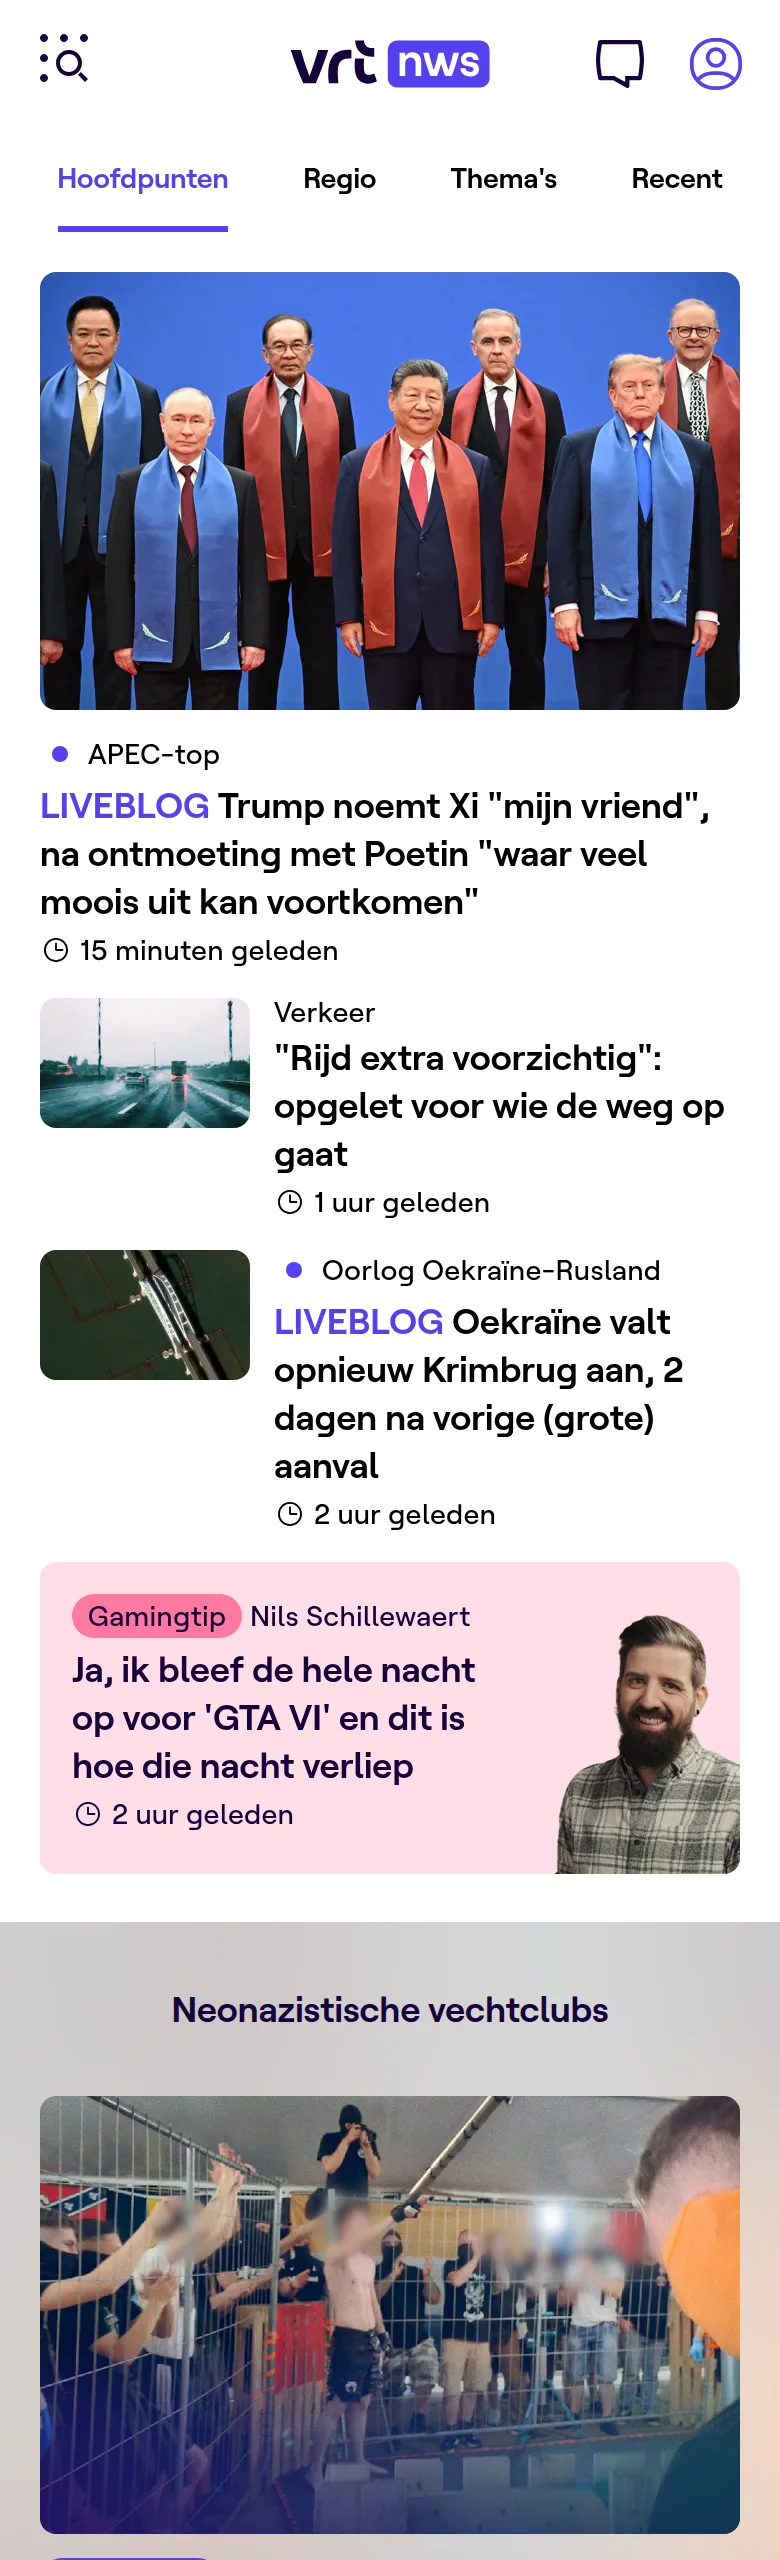 vrt nws
Hoofdpunten Regio Thema's Recent
APEC-top
LIVEBLOG Trump noemt Xi "mijn vriend",
na ontmoeting met Poetin "waar veel
moois uit kan voortkomen"
15 minuten geleden
Verkeer
"Rijd extra voorzichtig":
opgelet voor wie de weg op
gaat
1 uur geleden
Oorlog Oekraïne-Rusland
LIVEBLOG Oekraïne valt
opnieuw Krimbrug aan, 2
dagen na vorige (grote)
aanval
2 uur geleden
Gamingtip Nils Schillewaert
Ja, ik bleef de hele nacht
op voor 'GTA VI' en dit is
hoe die nacht verliep
2 uur geleden
Neonazistische vechtclubs